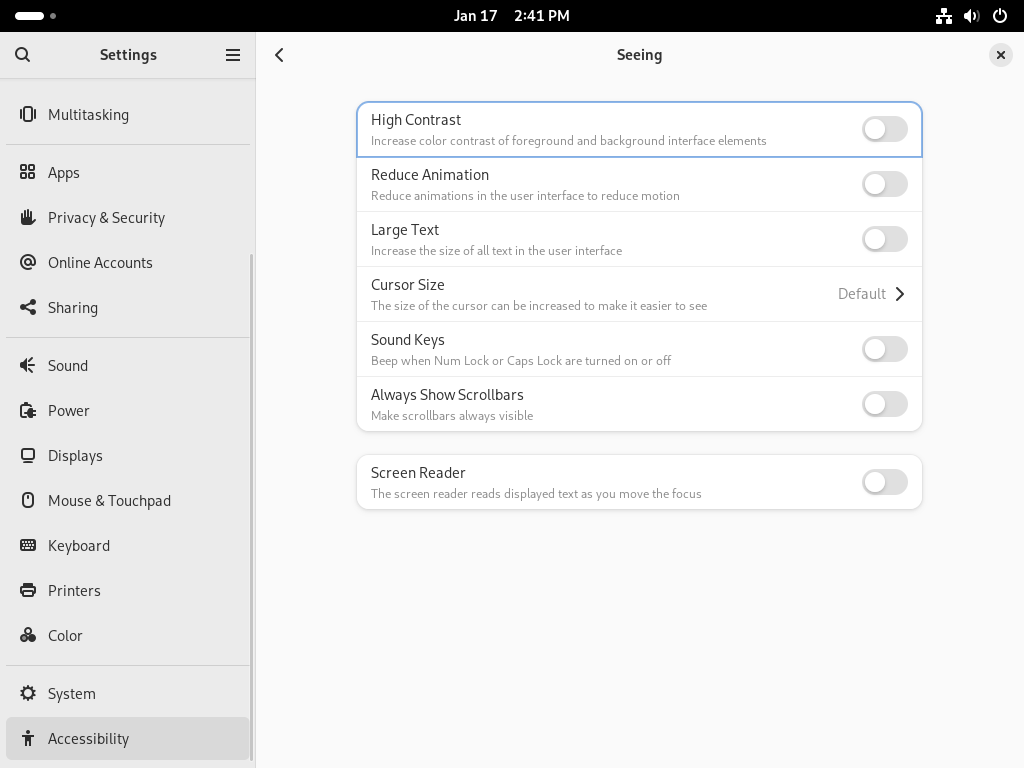 Jan 17 2:41 PM
Settings
Seeing
Multitasking
Apps
Privacy & Security
Online Accounts
Sharing
Sound
Power
Displays
Mouse & Touchpad
Keyboard
Printers
Color
System
Accessibility
High Contrast
Increase color contrast of foreground and background interface elements
Reduce Animation
Reduce animations in the user interface to reduce motion
Large Text
Increase the size of all text in the user interface
Cursor Size
The size of the cursor can be increased to make it easier to see
Default
Sound Keys
Beep when Num Lock or Caps Lock are turned on or off
Always Show Scrollbars
Make scrollbars always visible
Screen Reader
The screen reader reads displayed text as you move the focus